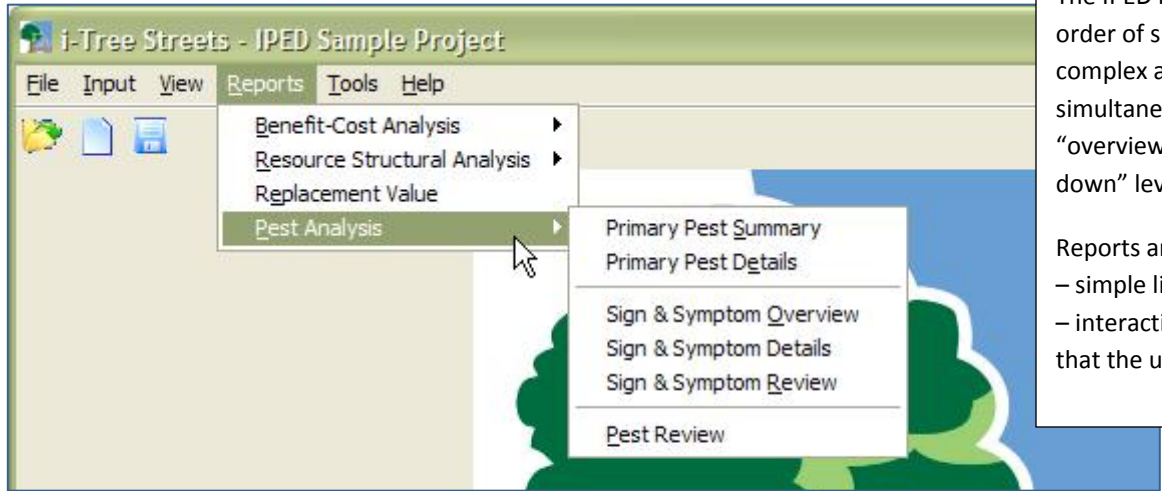 i-Tree Streets - IPED Sample Project
File Input View Reports Tools Help
Benefit-Cost Analysis
Resource Structural Analysis
Replacement Value
Pest Analysis
Primary Pest Summary
Primary Pest Details
Sign & Symptom Overview
Sign & Symptom Details
Sign & Symptom Review
Pest Review
order of s
complex a
simultane
“overview
down” lev
Reports a
– simple li
– interacti
that the u